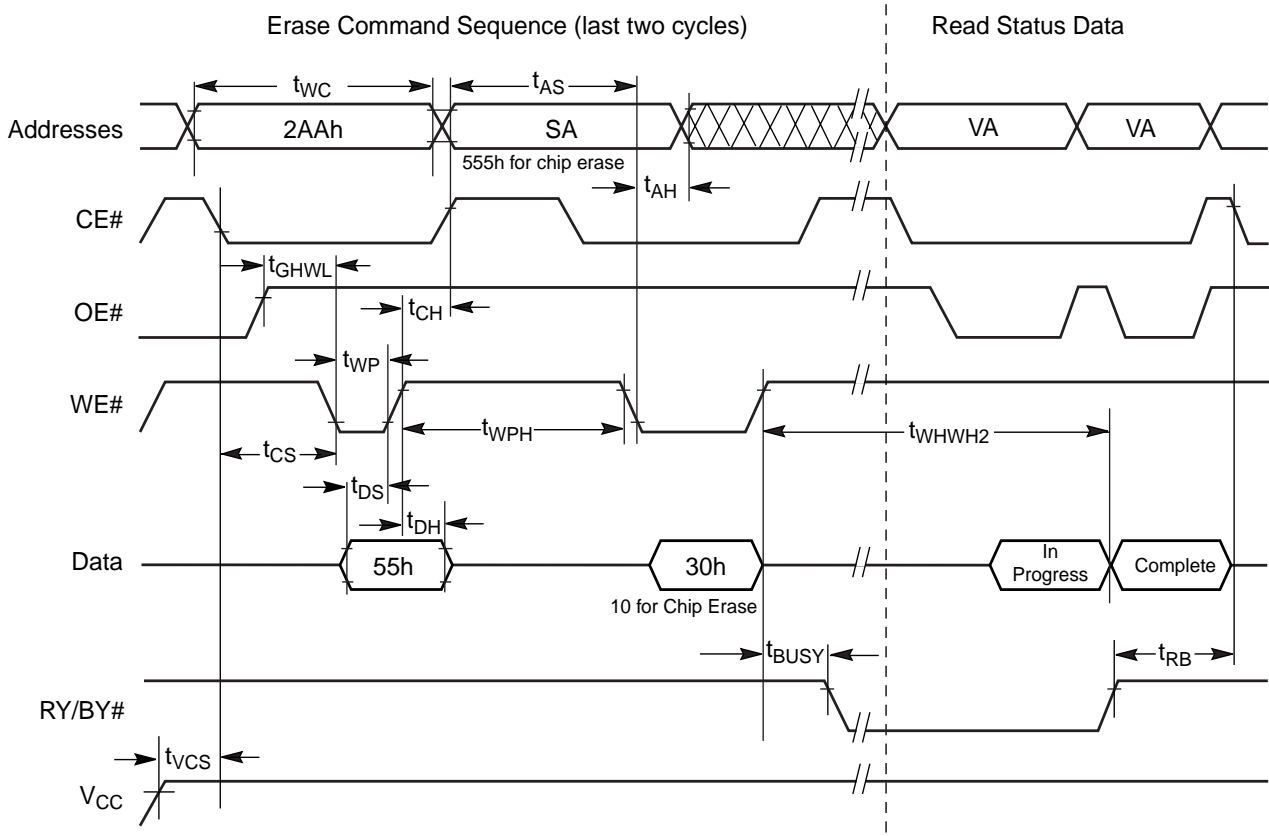 Erase Command Sequence (last two cycles) Read Status Data
tWC tAS
Addresses 2AAh SA VA VA
555h for chip erase
tAH
CE#
tGHWL
OE# tCH
tWP
WE#
tWPH tWHWH2
tCS
tDS
tDH
Data 55h 30h In Progress Complete
10 for Chip Erase
tBUSY tRB
RY/BY#
tVCS
VCC